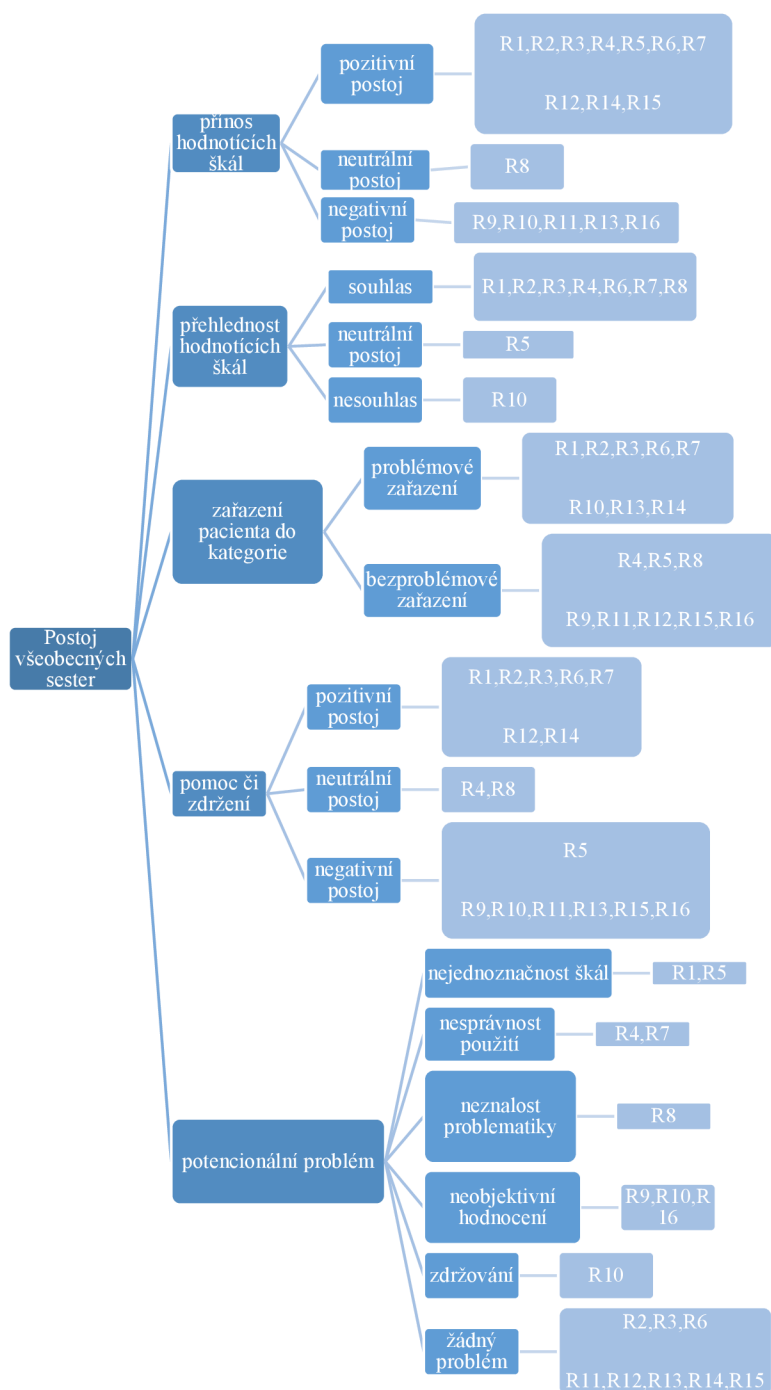 Postoj
všeobecných
sester
přínos
hodnotících
škál
pozitivní
postoj
R1,R2,R3,R4,R5,R6,R7
R12,R14,R15
neutrální
postoj
R8
negativní
postoj
R9,R10,R11,R13,R16
přehlednost
hodnotících
škál
souhlas
R1,R2,R3,R4,R6,R7,R8
neutrální
postoj
R5
nesouhlas
R10
zařazení
pacienta do
kategorie
problémové
zařazení
R1,R2,R3,R6,R7
R10,R13,R14
bezproblémové
zařazení
R4,R5,R8
R9,R11,R12,R15,R16
pomoc či
zdržení
pozitivní
postoj
R1,R2,R3,R6,R7
R12,R14
neutrální
postoj
R4,R8
negativní
postoj
R5
R9,R10,R11,R13,R15,R16
potencionální problém
nejednoznačnost škál
R1,R5
nesprávnost
použití
R4,R7
neznalost
problematiky
R8
neobjektivní
hodnocení
R9,R10,R
16
zdržování
R10
žádný
problém
R2,R3,R6
R11,R12,R13,R14,R15